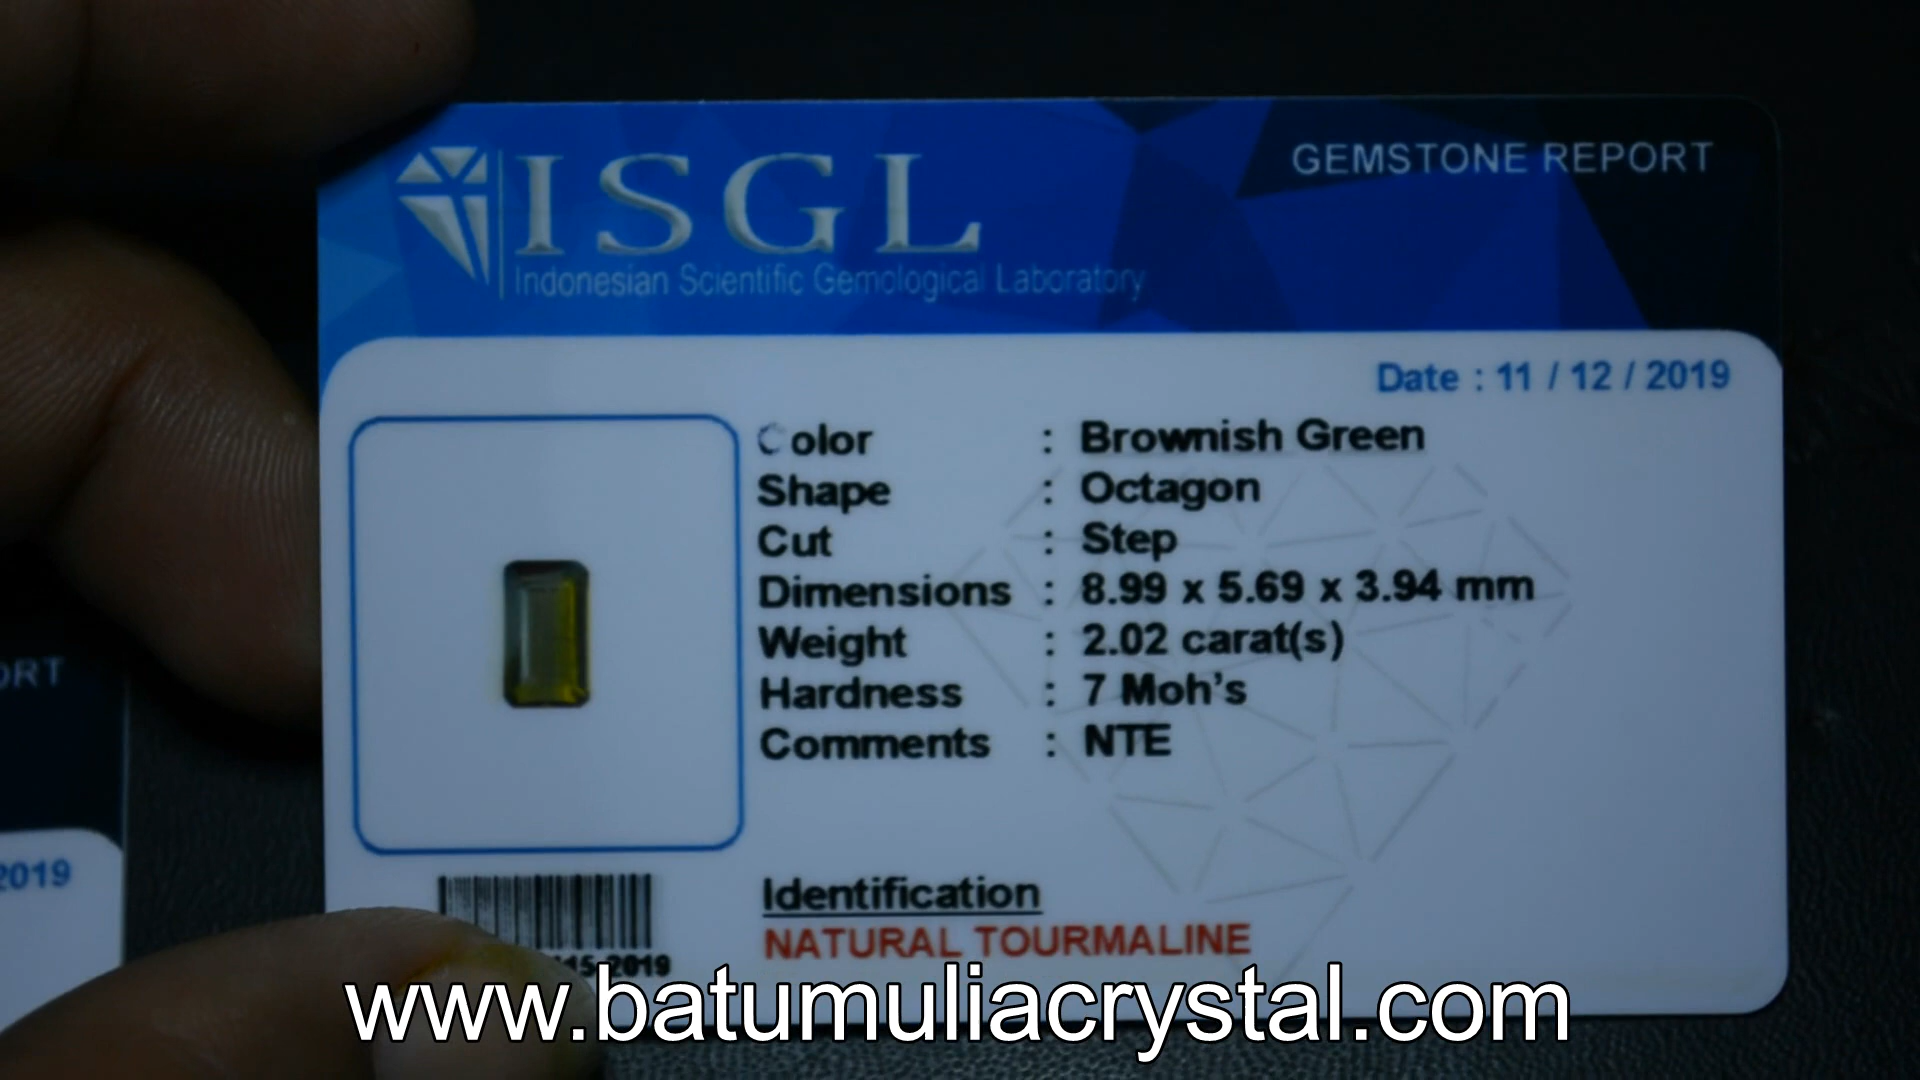 ISGL
Indonesian Scientific Gemological Laboratory
GEMSTONE REPORT
Date : 11 / 12 / 2019
Color : Brownish Green
Shape : Octagon
Cut : Step
Dimensions : 8.99 x 5.69 x 3.94 mm
Weight : 2.02 carat(s)
Hardness : 7 Moh's
Comments : NTE
Identification
NATURAL TOURMALINE
15-2019
ORT
2019
www.batumuliacrystal.com